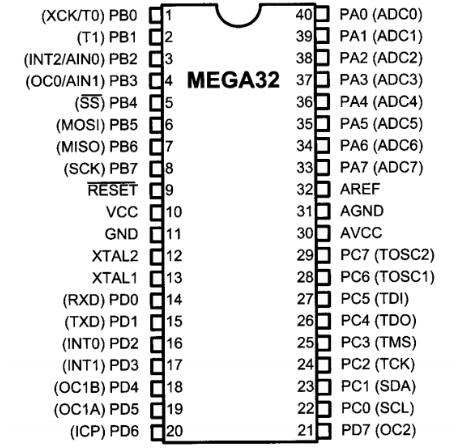 (XCK/T0) PB0 1 40 PA0 (ADC0)
(T1) PB1 2 39 PA1 (ADC1)
(INT2/AIN0) PB2 3 38 PA2 (ADC2)
(OC0/AIN1) PB3 4 MEGA32 37 PA3 (ADC3)
(SS) PB4 5 36 PA4 (ADC4)
(MOSI) PB5 6 35 PA5 (ADC5)
(MISO) PB6 7 34 PA6 (ADC6)
(SCK) PB7 8 33 PA7 (ADC7)
RESET 9 32 AREF
VCC 10 31 AGND
GND 11 30 AVCC
XTAL2 12 29 PC7 (TOSC2)
XTAL1 13 28 PC6 (TOSC1)
(RXD) PD0 14 27 PC5 (TDI)
(TXD) PD1 15 26 PC4 (TDO)
(INT0) PD2 16 25 PC3 (TMS)
(INT1) PD3 17 24 PC2 (TCK)
(OC1B) PD4 18 23 PC1 (SDA)
(OC1A) PD5 19 22 PC0 (SCL)
(ICP) PD6 20 21 PD7 (OC2)